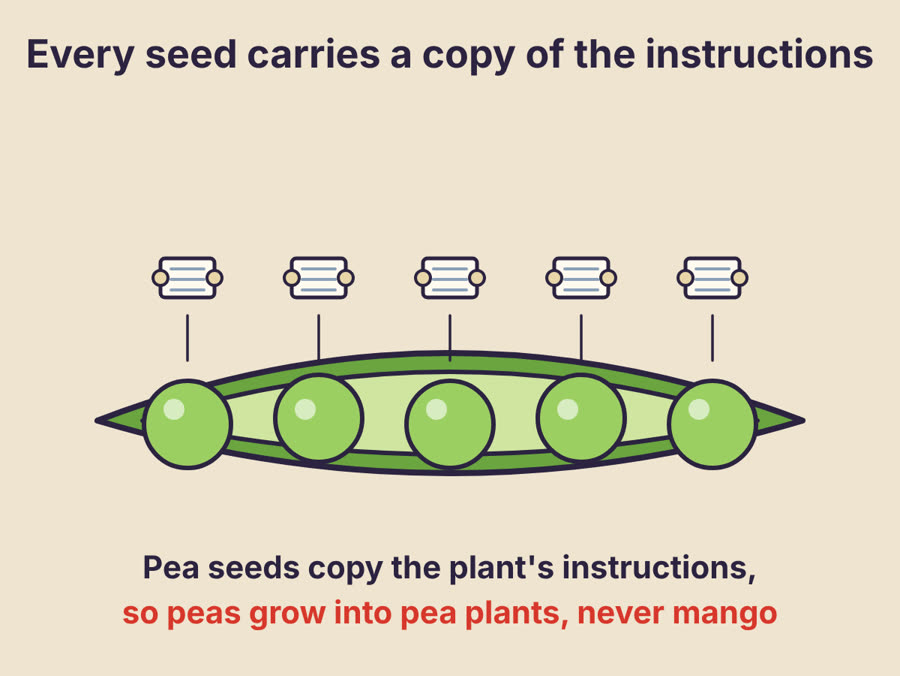 Every seed carries a copy of the instructions
Pea seeds copy the plant's instructions,
so peas grow into pea plants, never mango